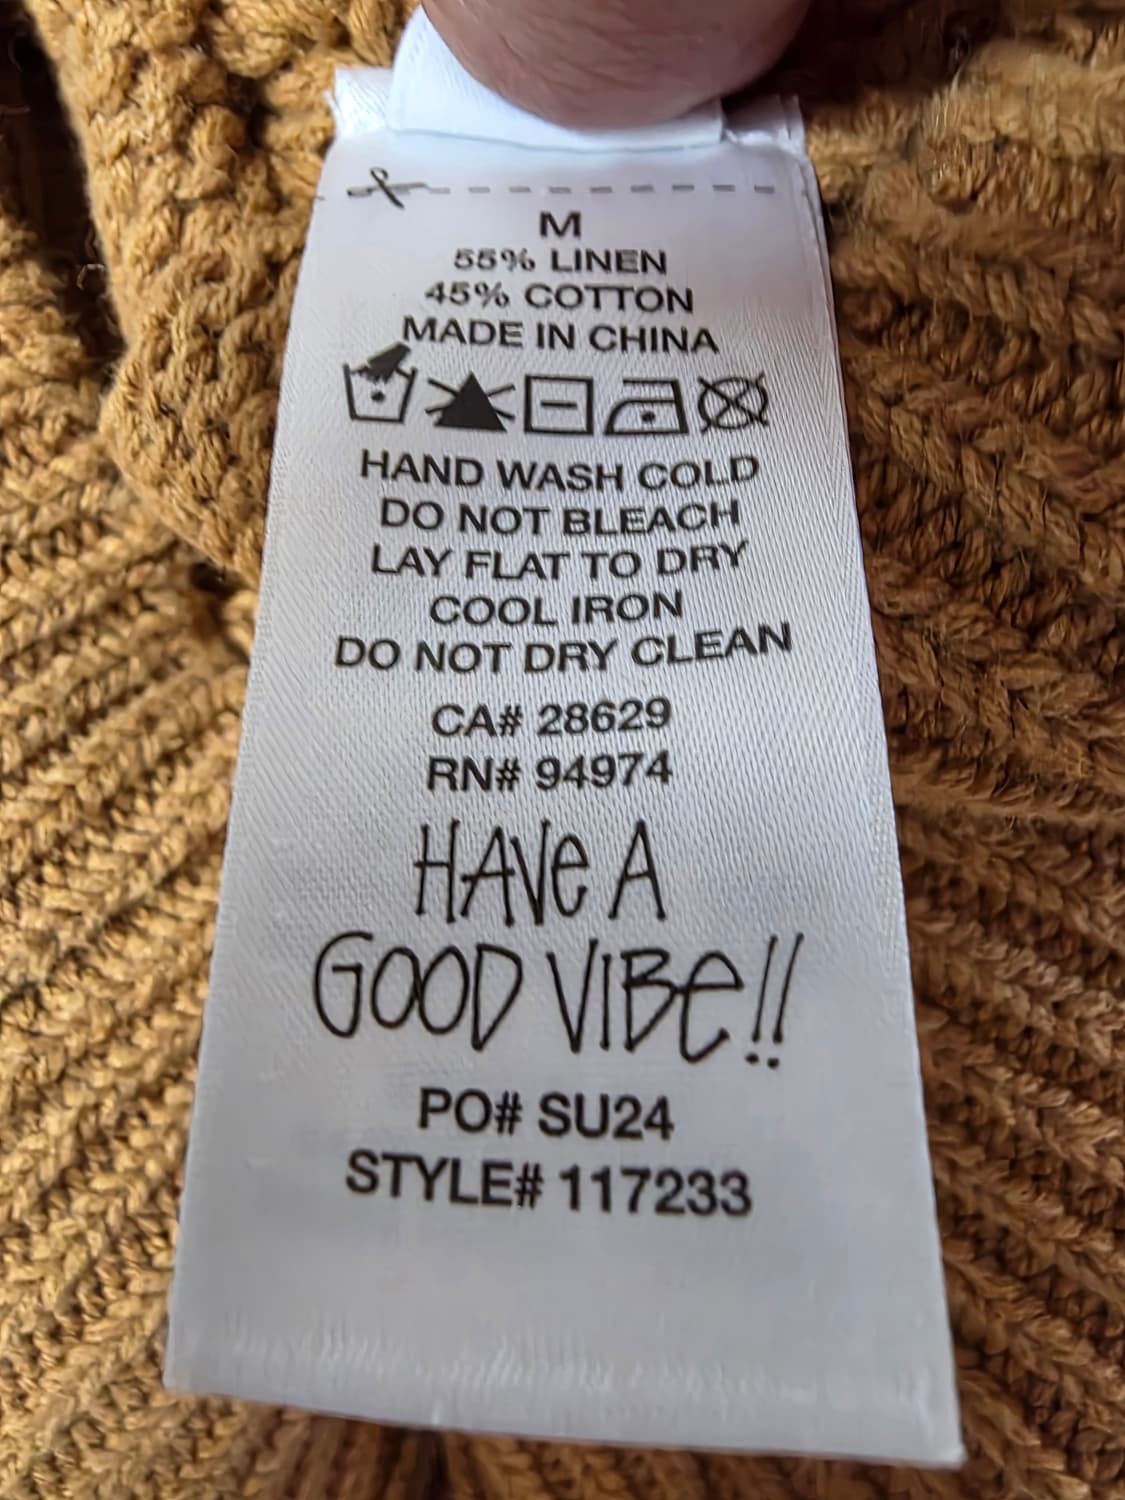 M
55% LINEN
45% COTTON
MADE IN CHINA
HAND WASH COLD
DO NOT BLEACH
LAY FLAT TO DRY
COOL IRON
DO NOT DRY CLEAN
CA# 28629
RN# 94974
HAVe A
GOOD VIBe!!
PO# SU24
STYLE# 117233